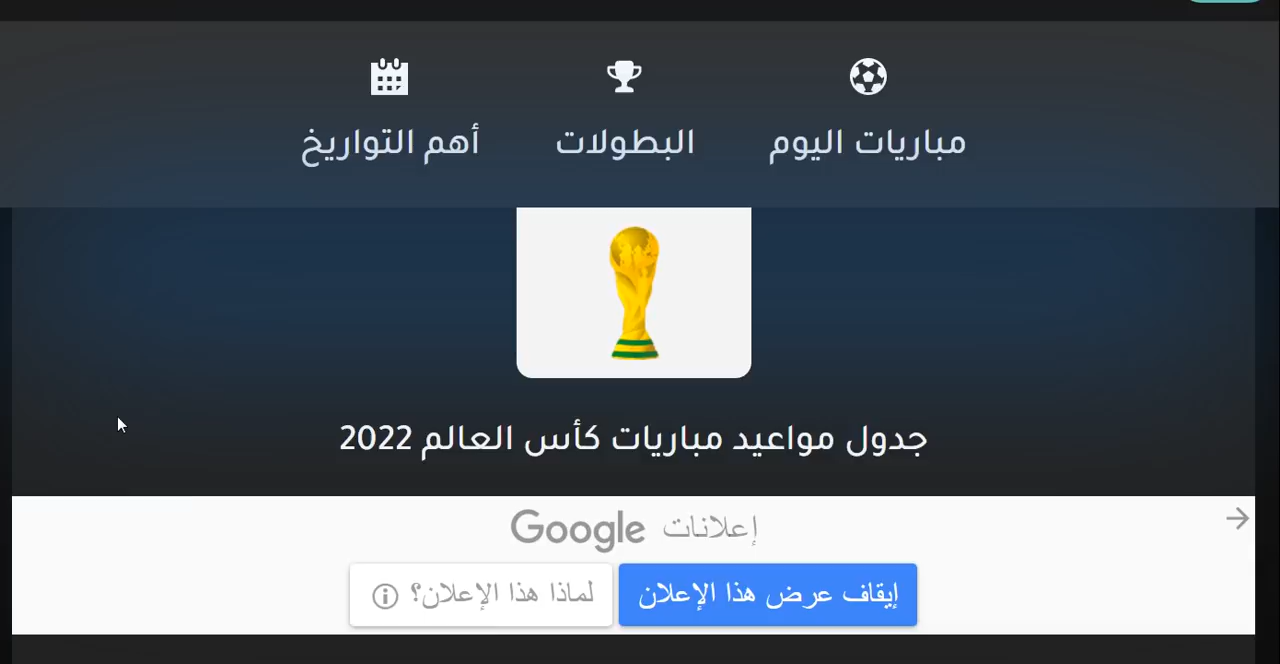 مباريات اليوم
البطولات
أهم التواريخ
جدول مواعيد مباريات كأس العالم 2022
إعلانات Google
إيقاف عرض هذا الإعلان
لماذا هذا الإعلان؟